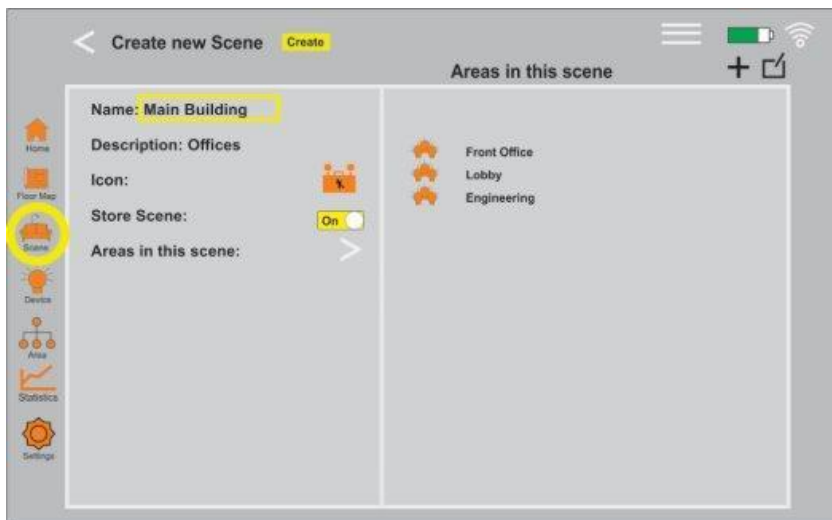 Create new Scene Create
Areas in this scene
Name: Main Building
Description: Offices
Icon:
Store Scene: On
Areas in this scene:
Front Office
Lobby
Engineering
Home
Floor Map
Scene
Device
Area
Statistics
Settings